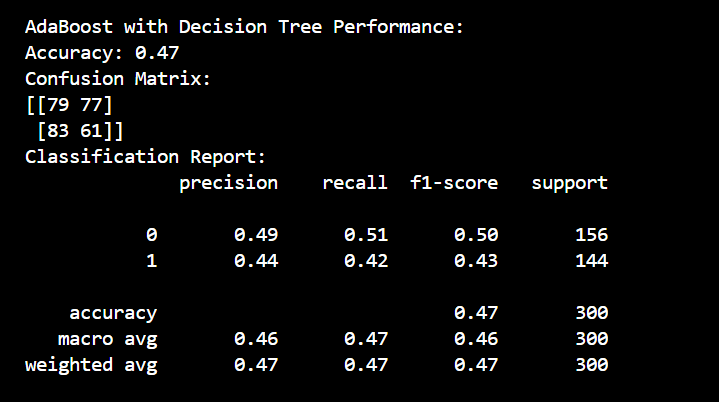 AdaBoost with Decision Tree Performance:
Accuracy: 0.47
Confusion Matrix:
[[79 77]
 [83 61]]
Classification Report:
              precision    recall  f1-score   support

           0       0.49      0.51      0.50       156
           1       0.44      0.42      0.43       144

    accuracy                           0.47       300
   macro avg       0.46      0.47      0.46       300
weighted avg       0.47      0.47      0.47       300